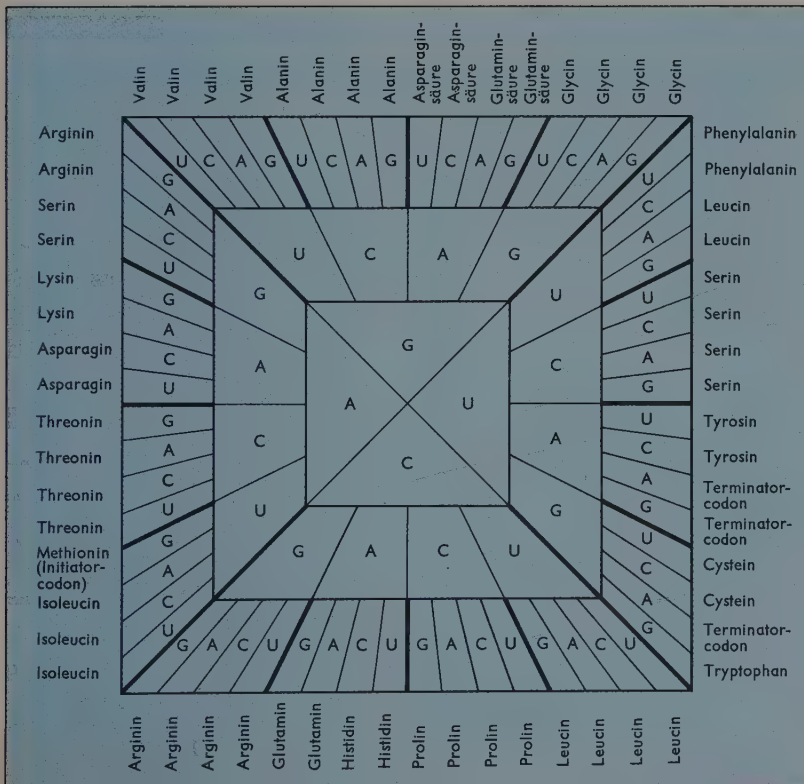 Valin
Valin
Valin
Valin
Alanin
Alanin
Alanin
Alanin
Asparagin-
säure
Asparagin-
säure
Glutamin-
säure
Glutamin-
säure
Glycin
Glycin
Glycin
Glycin
Arginin
Arginin
Serin
Serin
Lysin
Lysin
Asparagin
Asparagin
Threonin
Threonin
Threonin
Threonin
Methionin
(Initiator-
codon)
Isoleucin
Isoleucin
Isoleucin
U C A G U C A G U C A G U C A G
G
A
C
U
G
A
C
U
G
A
C
U
G
A
C
U
U C A G
G
A
C
U
G
A U
C
U
C
A
G
G A C U
U
C
A
G
U
C
A
G
U
C
A
G
U
C
A
G
G A C U G A C U G A C U G A C U
Phenylalanin
Phenylalanin
Leucin
Leucin
Serin
Serin
Serin
Serin
Tyrosin
Tyrosin
Terminator-
codon
Terminator-
codon
Cystein
Cystein
Terminator-
codon
Tryptophan
Arginin
Arginin
Arginin
Arginin
Glutamin
Glutamin
Histidin
Histidin
Prolin
Prolin
Prolin
Prolin
Leucin
Leucin
Leucin
Leucin